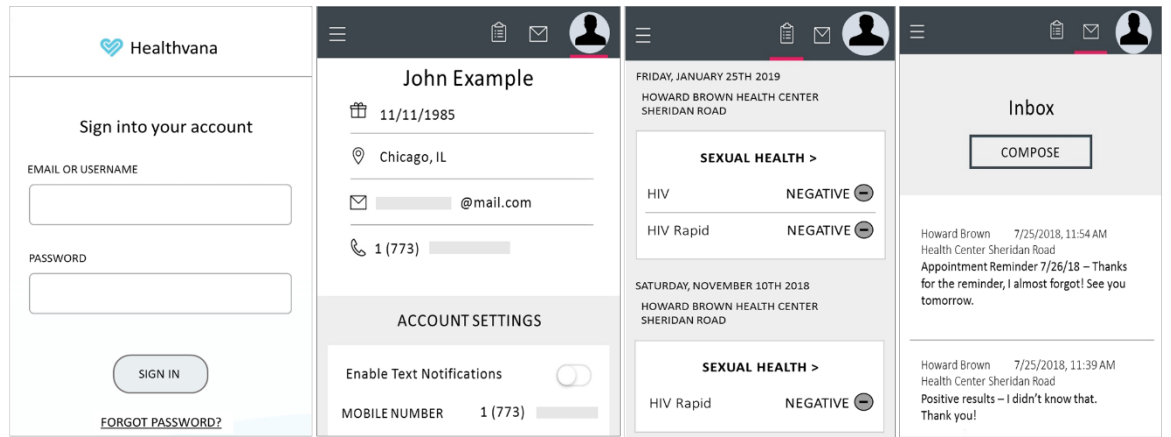 Healthvana
Sign into your account
EMAIL OR USERNAME
PASSWORD
SIGN IN
FORGOT PASSWORD?
John Example
11/11/1985
Chicago, IL
@mail.com
1 (773)
ACCOUNT SETTINGS
Enable Text Notifications
MOBILE NUMBER 1 (773)
FRIDAY, JANUARY 25TH 2019
HOWARD BROWN HEALTH CENTER
SHERIDAN ROAD
SEXUAL HEALTH >
HIV NEGATIVE
HIV Rapid NEGATIVE
SATURDAY, NOVEMBER 10TH 2018
HOWARD BROWN HEALTH CENTER
SHERIDAN ROAD
SEXUAL HEALTH >
HIV Rapid NEGATIVE
Inbox
COMPOSE
Howard Brown 7/25/2018, 11:54 AM
Health Center Sheridan Road
Appointment Reminder 7/26/18 – Thanks
for the reminder, I almost forgot! See you
tomorrow.
Howard Brown 7/25/2018, 11:39 AM
Health Center Sheridan Road
Positive results – I didn't know that.
Thank you!